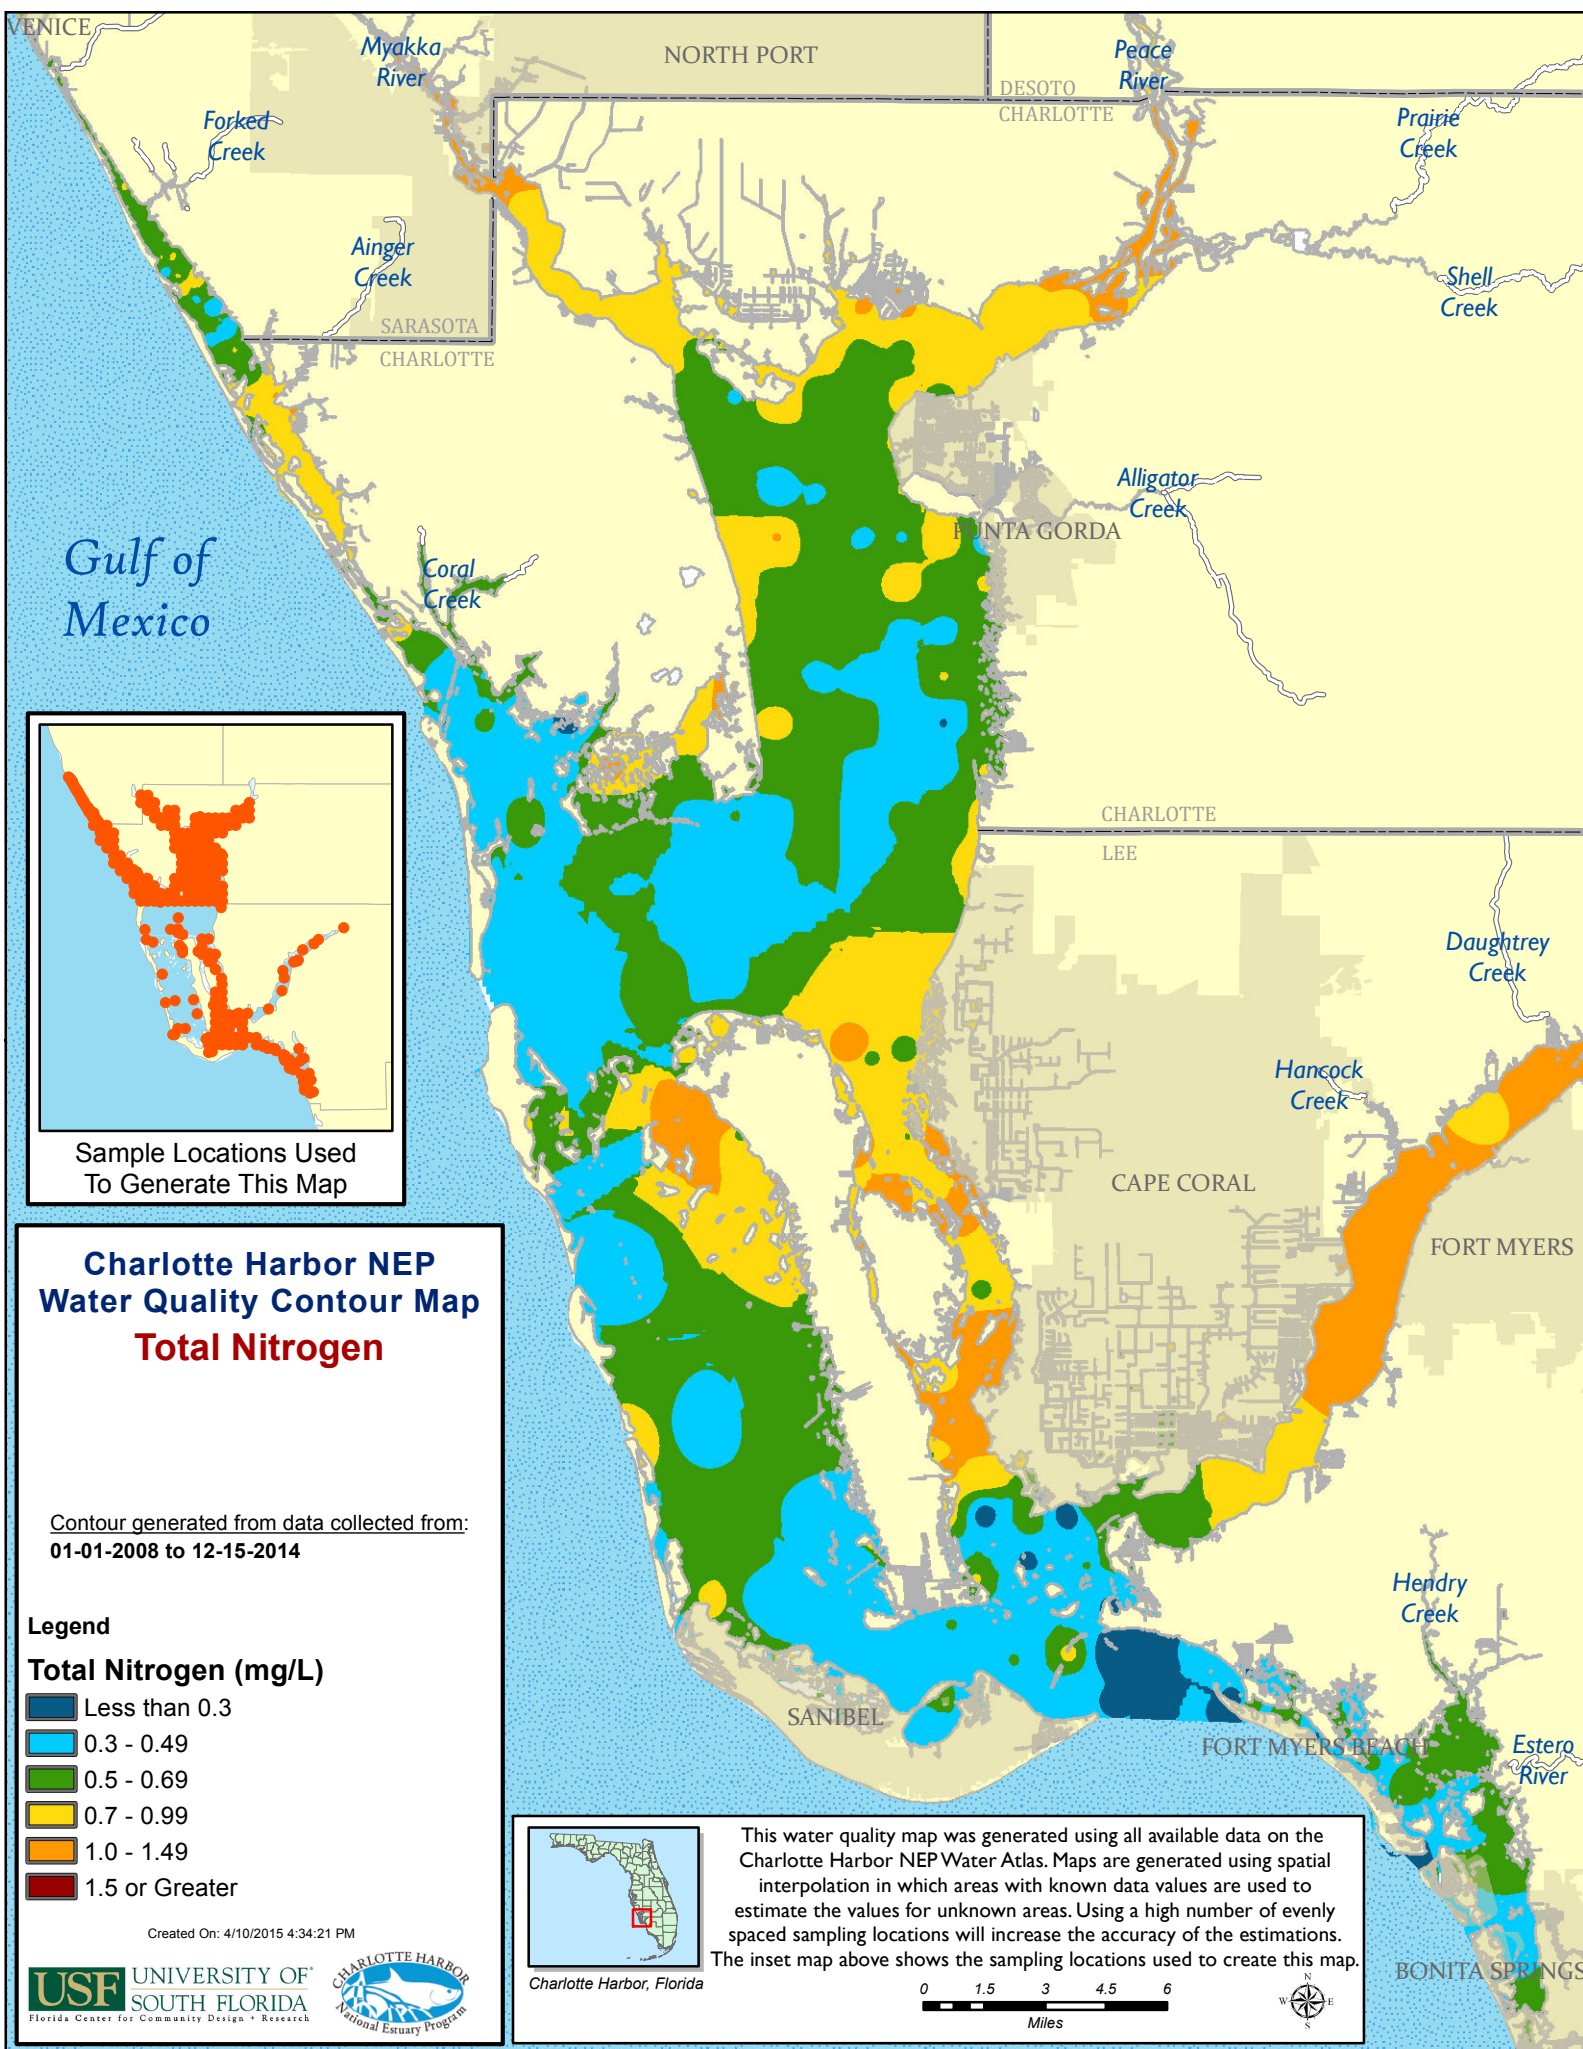 VENICE
Myakka
River
NORTH PORT
Peace
River
DESOTO
CHARLOTTE
Forked
Creek
Prairie
Creek
Ainger
Creek
Shell
Creek
SARASOTA
CHARLOTTE
Alligator
Creek
PUNTA GORDA
Gulf of
Mexico
Coral
Creek
CHARLOTTE
LEE
Daughtrey
Creek
Hancock
Creek
CAPE CORAL
FORT MYERS
Sample Locations Used
To Generate This Map
Charlotte Harbor NEP
Water Quality Contour Map
Total Nitrogen
Contour generated from data collected from:
01-01-2008 to 12-15-2014
Hendry
Creek
SANIBEL
FORT MYERS BEACH
Estero
River
BONITA SPRINGS
Legend
Total Nitrogen (mg/L)
Less than 0.3
0.3 - 0.49
0.5 - 0.69
0.7 - 0.99
1.0 - 1.49
1.5 or Greater
Created On: 4/10/2015 4:34:21 PM
USF UNIVERSITY OF
SOUTH FLORIDA
Florida Center for Community Design + Research
CHARLOTTE HARBOR
National Estuary Program
Charlotte Harbor, Florida
This water quality map was generated using all available data on the
Charlotte Harbor NEP Water Atlas. Maps are generated using spatial
interpolation in which areas with known data values are used to
estimate the values for unknown areas. Using a high number of evenly
spaced sampling locations will increase the accuracy of the estimations.
The inset map above shows the sampling locations used to create this map.
0 1.5 3 4.5 6
Miles
N
W E
S